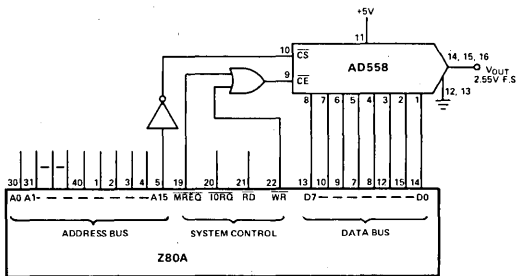 +5V
11
10 CS AD558 14, 15, 16
VOUT
2.55V F.S
9 CE
12, 13
8 7 6 5 4 3 2 1
30 31 40 1 2 3 4 5 19 20 21 22 13 10 9 7 8 12 15 14
A0 A1 A15 MREQ IORQ RD WR D7 D0
ADDRESS BUS SYSTEM CONTROL DATA BUS
Z80A